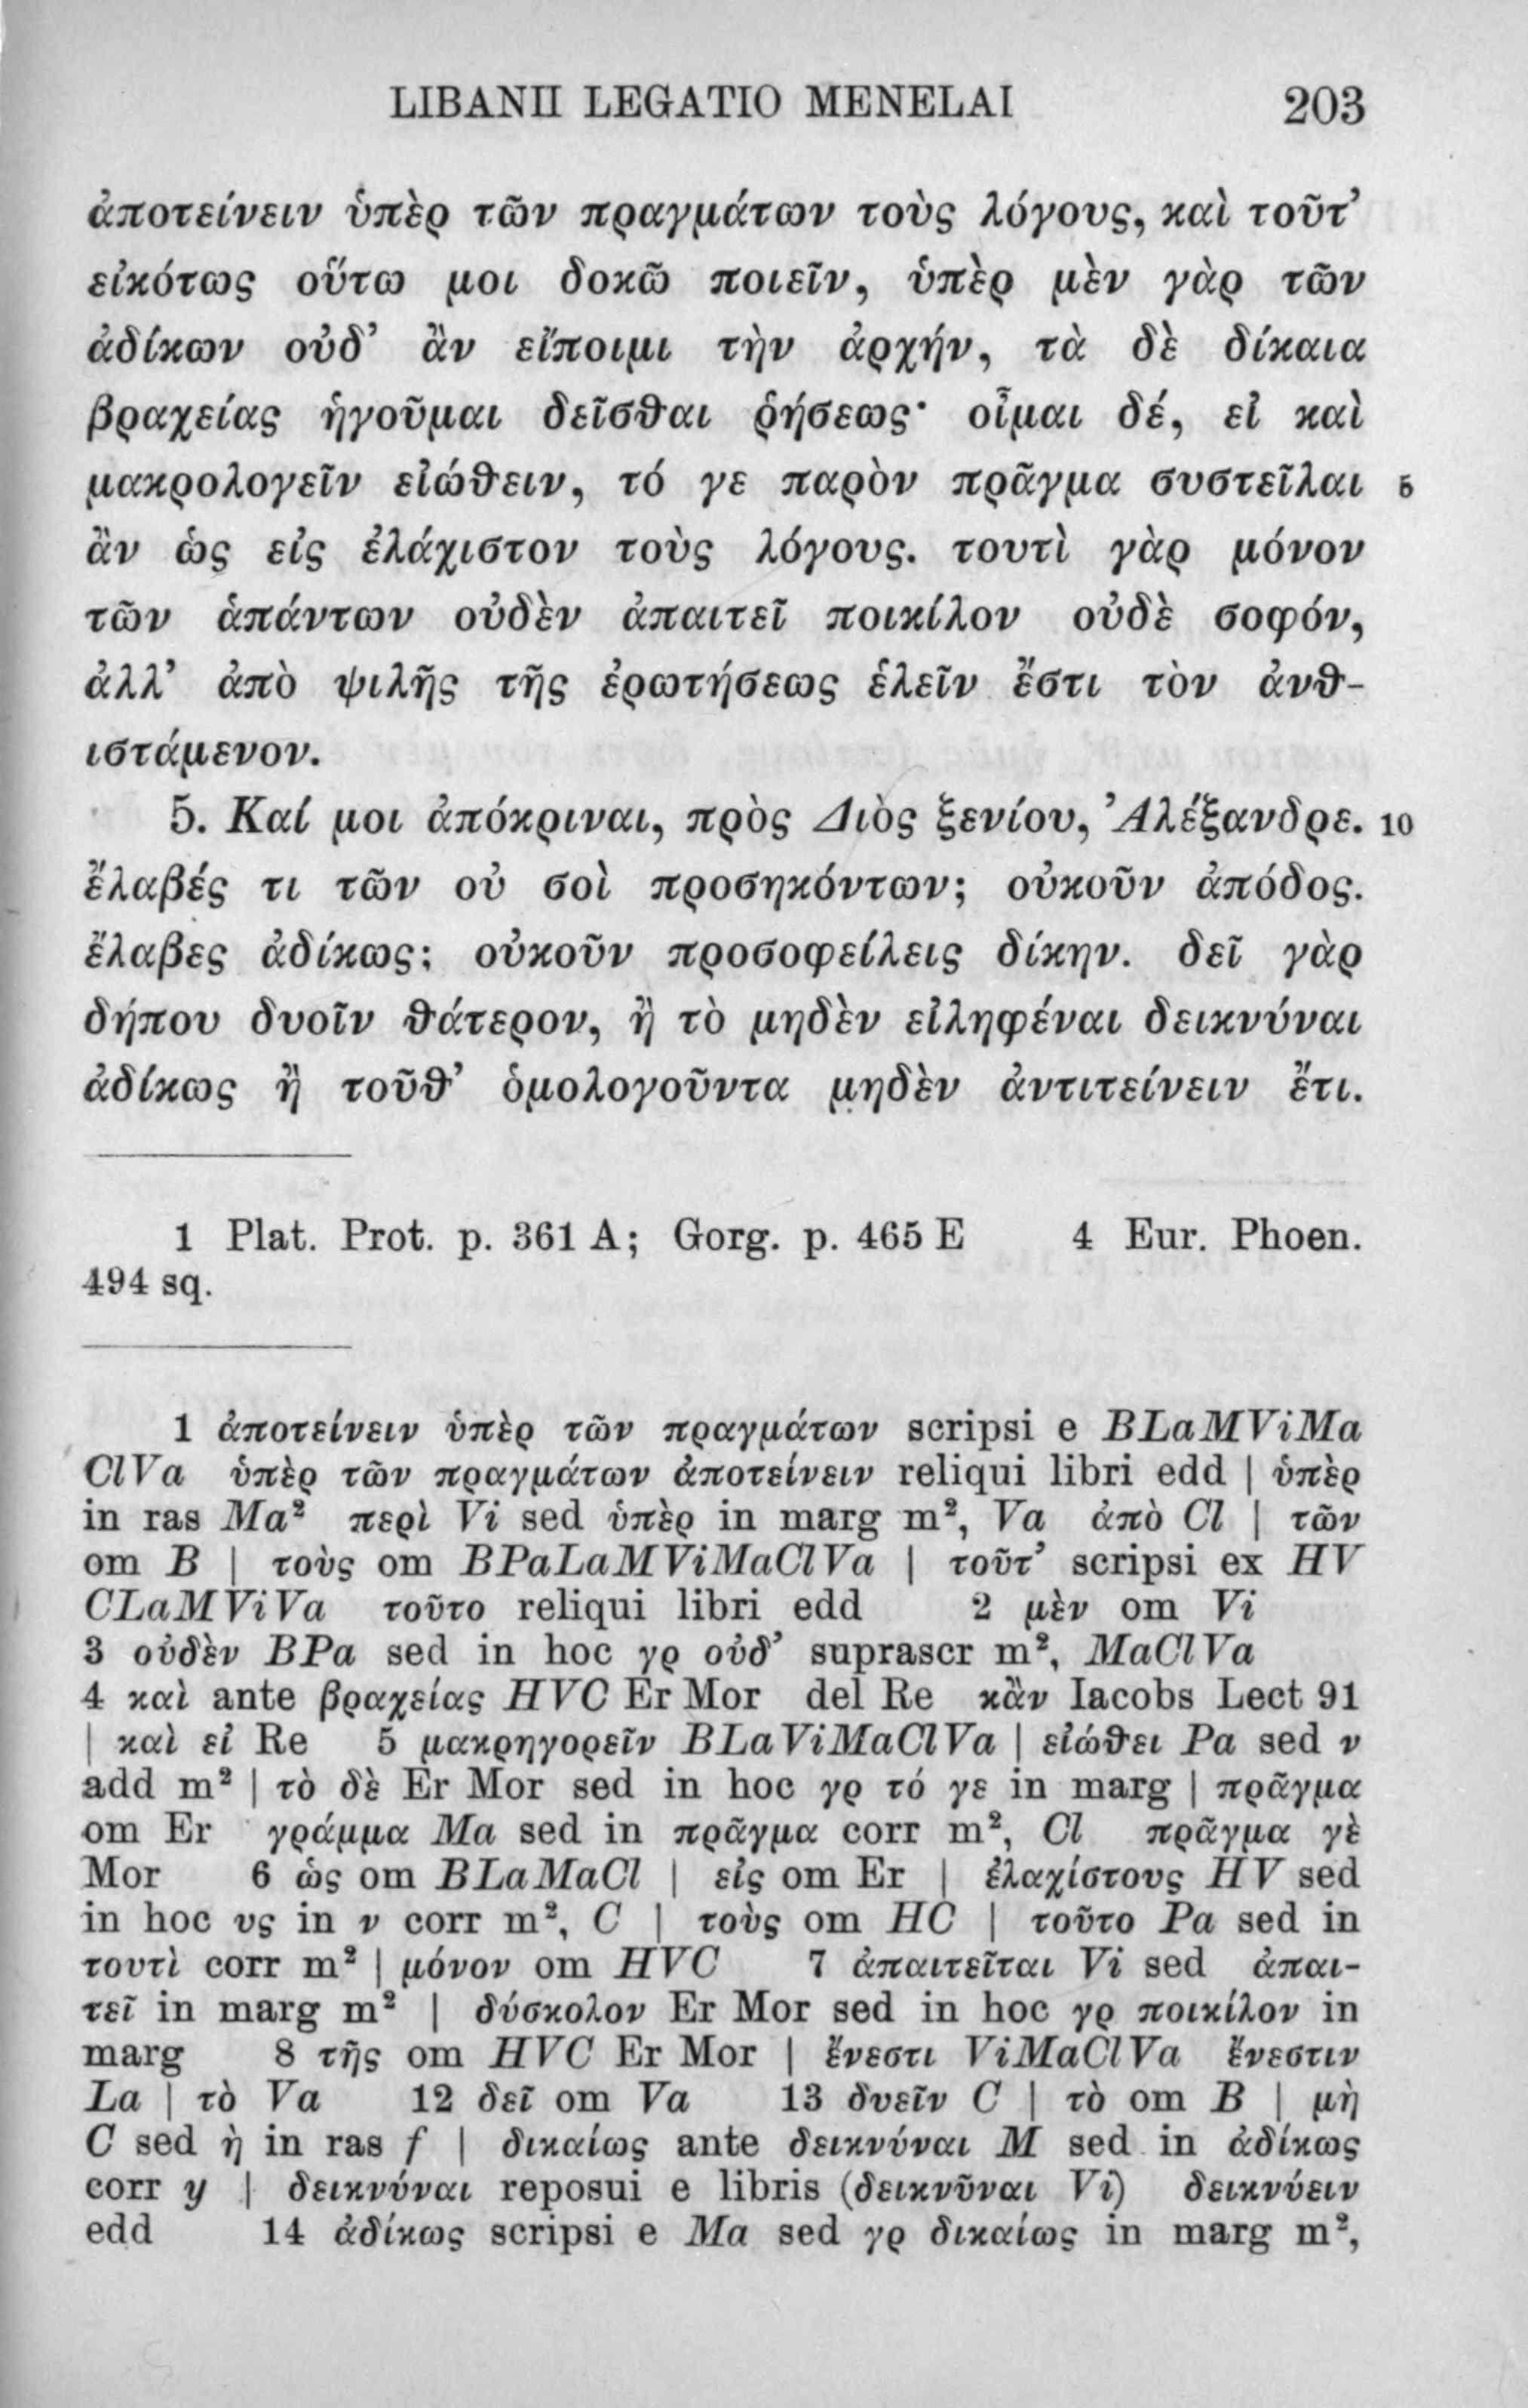 LIBANII LEGATIO MENELAI 203
ἀποτείνειν ὑπὲρ τῶν πραγμάτων τοὺς λόγους, καὶ τοῦτ’
εἰκότως οὕτω μοι δοκῶ ποιεῖν, ὑπὲρ μὲν γὰρ τῶν
ἀδίκων οὐδ’ ἂν εἴποιμι τὴν ἀρχήν, τὰ δὲ δίκαια
βραχείας ἡγοῦμαι δεῖσθαι ῥήσεως· οἶμαι δέ, εἰ καὶ
μακρολογεῖν εἰώθειν, τό γε παρὸν πρᾶγμα συστεῖλαι 5
ἂν ὡς εἰς ἐλάχιστον τοὺς λόγους. τουτὶ γὰρ μόνον
τῶν ἁπάντων οὐδὲν ἀπαιτεῖ ποικίλον οὐδὲ σοφόν,
ἀλλ’ ἀπὸ ψιλῆς τῆς ἐρωτήσεως ἑλεῖν ἔστι τὸν ἀνθ-
ιστάμενον.
5. Καί μοι ἀπόκριναι, πρὸς Διὸς ξενίου, Ἀλέξανδρε. 10
ἔλαβές τι τῶν οὐ σοὶ προσηκόντων; οὐκοῦν ἀπόδος.
ἔλαβες ἀδίκως; οὐκοῦν προσοφείλεις δίκην. δεῖ γὰρ
δήπου δυοῖν θάτερον, ἢ τὸ μηδὲν εἰληφέναι δεικνύναι
ἀδίκως ἢ τοῦθ’ ὁμολογοῦντα μηδὲν ἀντιτείνειν ἔτι.
1 Plat. Prot. p. 361 A; Gorg. p. 465 E 4 Eur. Phoen.
494 sq.
1 ἀποτείνειν ὑπὲρ τῶν πραγμάτων scripsi e BLaMViMa
ClVa ὑπὲρ τῶν πραγμάτων ἀποτείνειν reliqui libri edd | ὑπὲρ
in ras Ma² περὶ Vi sed ὑπὲρ in marg m², Va ἀπὸ Cl | τῶν
om B | τοὺς om BPaLaMViMaClVa | τοῦτ’ scripsi ex HV
CLaMViVa τοῦτο reliqui libri edd 2 μὲν om Vi
3 οὐδὲν BPa sed in hoc γρ οὐδ’ suprascr m², MaClVa
4 καὶ ante βραχείας HVC Er Mor del Re κἂν Iacobs Lect 91
| καὶ εἰ Re 5 μακρηγορεῖν BLaViMaClVa | εἰώθει Pa sed ν
add m² | τὸ δὲ Er Mor sed in hoc γρ τό γε in marg | πρᾶγμα
om Er γράμμα Ma sed in πρᾶγμα corr m², Cl πρᾶγμα γὲ
Mor 6 ὡς om BLaMaCl | εἰς om Er | ἐλαχίστους HV sed
in hoc υς in ν corr m², C | τοὺς om HC | τοῦτο Pa sed in
τουτὶ corr m² | μόνον om HVC 7 ἀπαιτεῖται Vi sed ἀπαι-
τεῖ in marg m² | δύσκολον Er Mor sed in hoc γρ ποικίλον in
marg 8 τῆς om HVC Er Mor | ἔνεστι ViMaClVa ἔνεστιν
La | τὸ Va 12 δεῖ om Va 13 δυεῖν C | τὸ om B | μὴ
C sed ἡ in ras f | δικαίως ante δεικνύναι M sed in ἀδίκως
corr y | δεικνύναι reposui e libris (δεικνῦναι Vi) δεικνύειν
edd 14 ἀδίκως scripsi e Ma sed γρ δικαίως in marg m²,